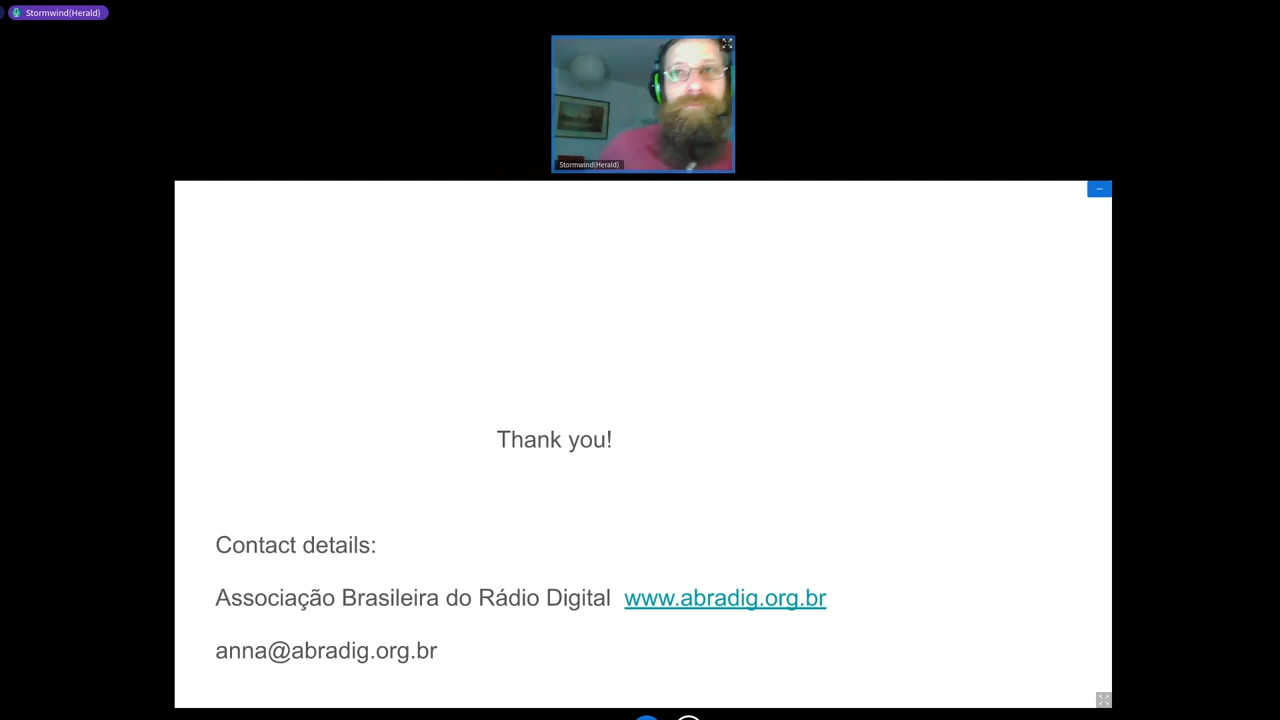 Stormwind(Herald)
Stormwind(Herald)
Thank you!
Contact details:
Associação Brasileira do Rádio Digital www.abradig.org.br
anna@abradig.org.br